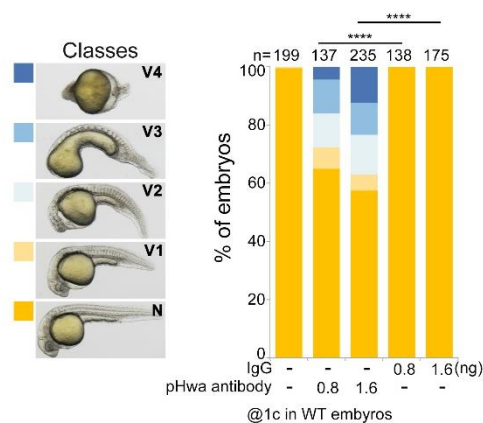 Classes
V4
V3
V2
V1
N
****
****
n= 199 137 235 138 175
% of embryos
100
80
60
40
20
0
IgG - - - 0.8 1.6 (ng)
pHwa antibody - 0.8 1.6 - -
@1c in WT embyros